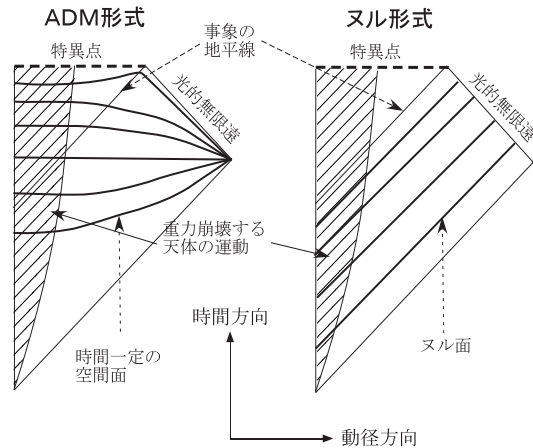 ADM形式
ヌル形式
事象の
地平線
特異点
特異点
光的無限遠
光的無限遠
重力崩壊する
天体の運動
時間方向
時間一定の
空間面
ヌル面
動径方向